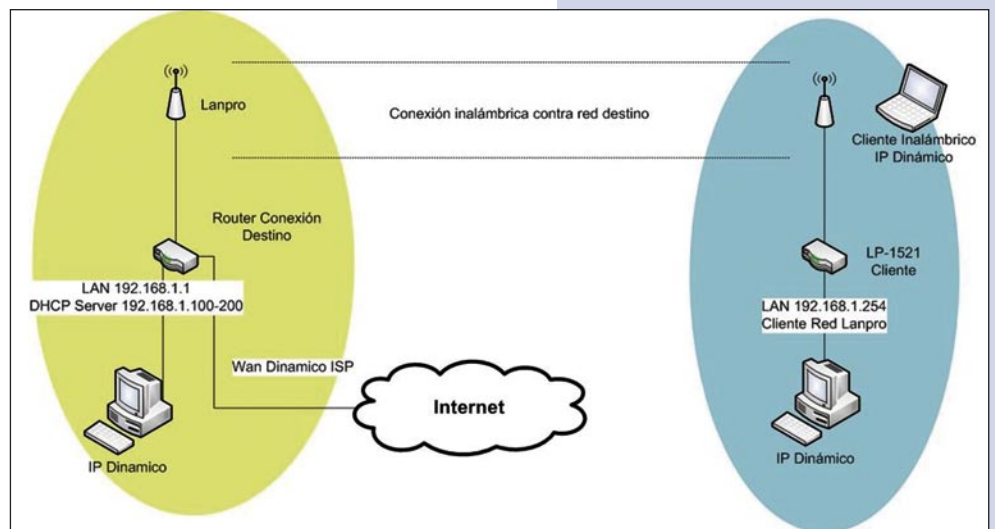 Lanpro
Conexión inalámbrica contra red destino
Cliente Inalámbrico
IP Dinámico
Router Conexión
Destino
LAN 192.168.1.1
DHCP Server 192.168.1.100-200
LP-1521
Cliente
LAN 192.168.1.254
Cliente Red Lanpro
Wan Dinamico ISP
Internet
IP Dinamico
IP Dinámico